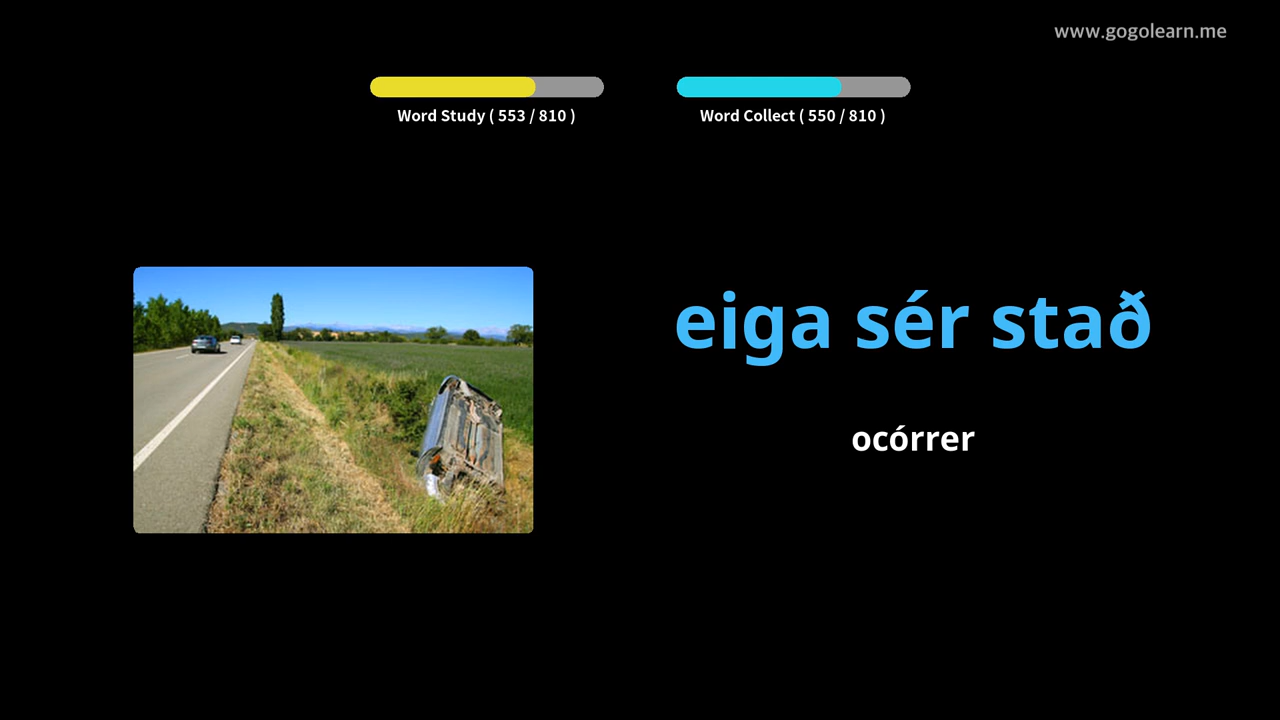 www.gogolearn.me
Word Study ( 553 / 810 )
Word Collect ( 550 / 810 )
eiga sér stað
ocórrer